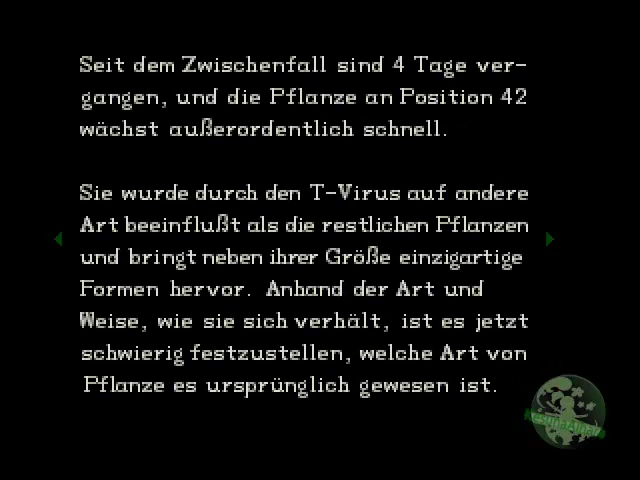 Seit dem Zwischenfall sind 4 Tage ver-
gangen, und die Pflanze an Position 42
wächst außerordentlich schnell.
Sie wurde durch den T-Virus auf andere
Art beeinflußt als die restlichen Pflanzen
und bringt neben ihrer Größe einzigartige
Formen hervor. Anhand der Art und
Weise, wie sie sich verhält, ist es jetzt
schwierig festzustellen, welche Art von
Pflanze es ursprünglich gewesen ist.